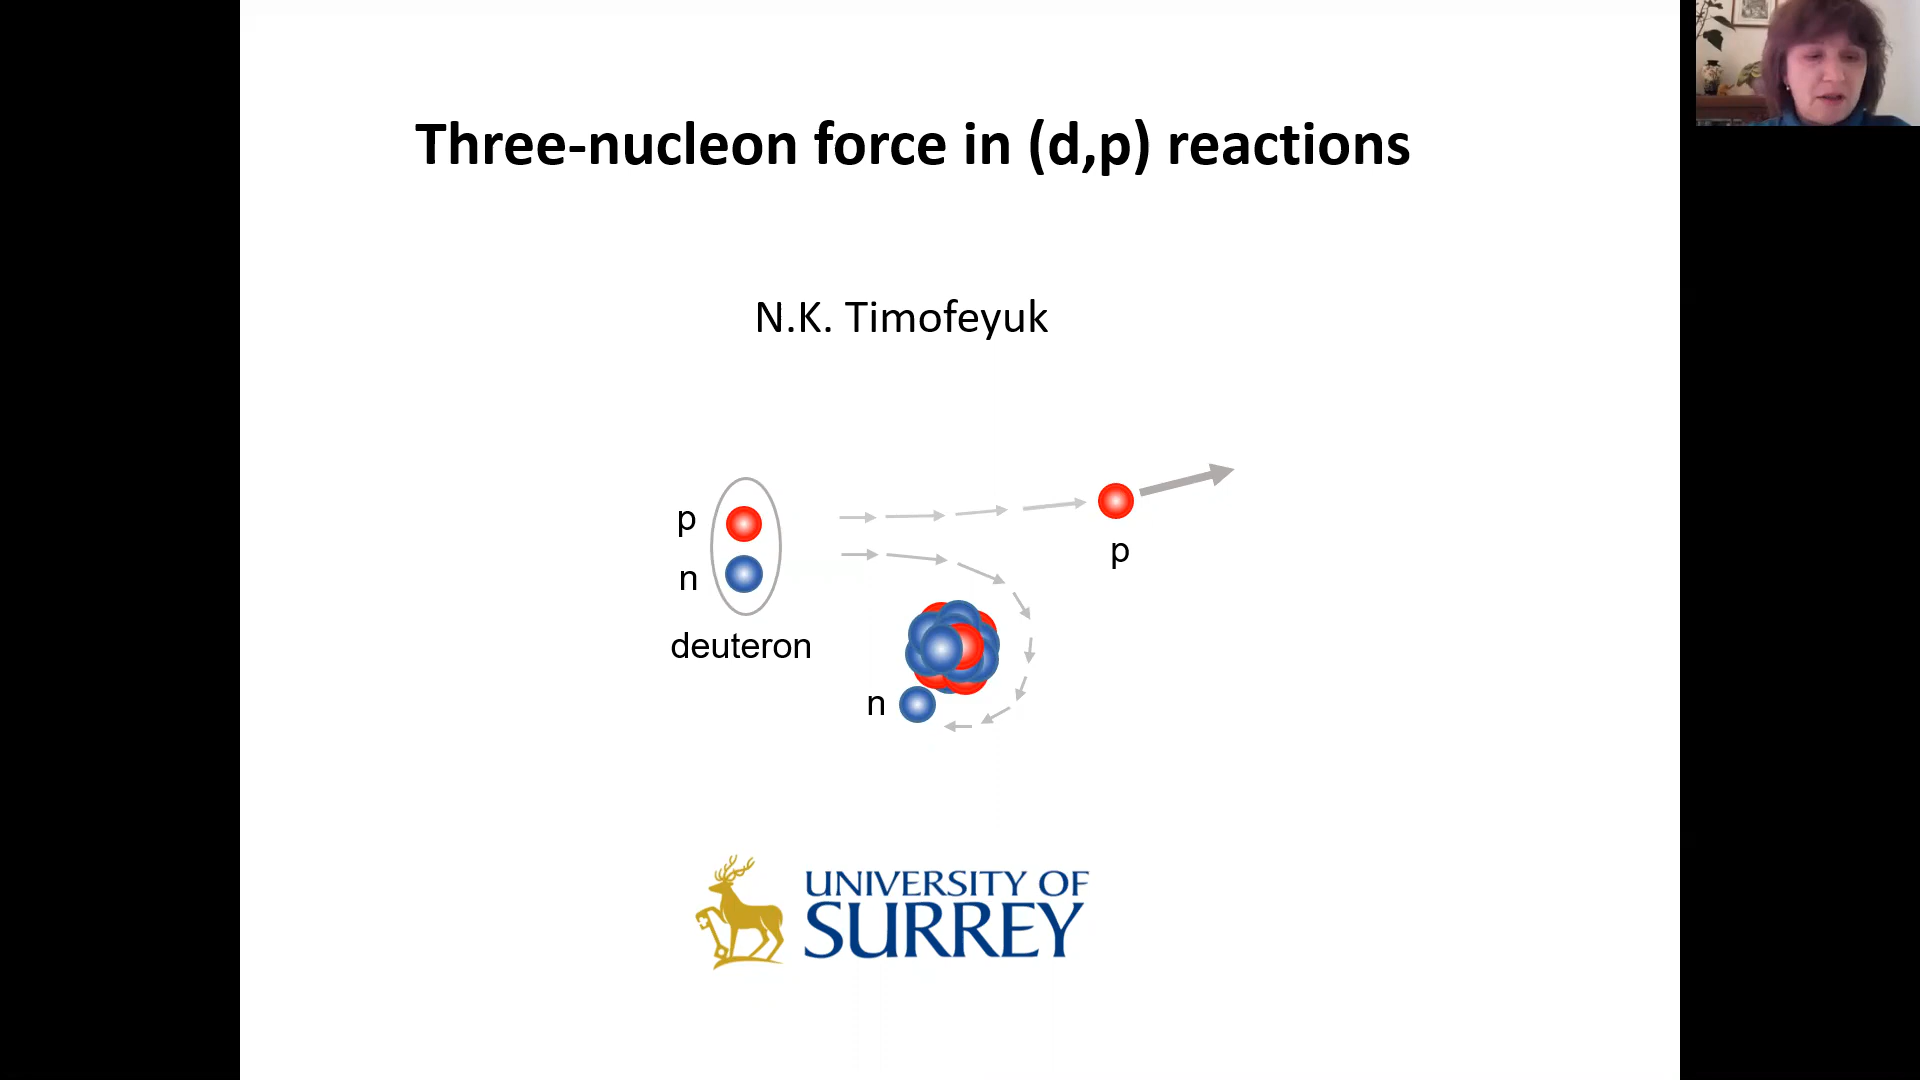 Three-nucleon force in (d,p) reactions
N.K. Timofeyuk
p
n
deuteron
p
n
UNIVERSITY OF
SURREY